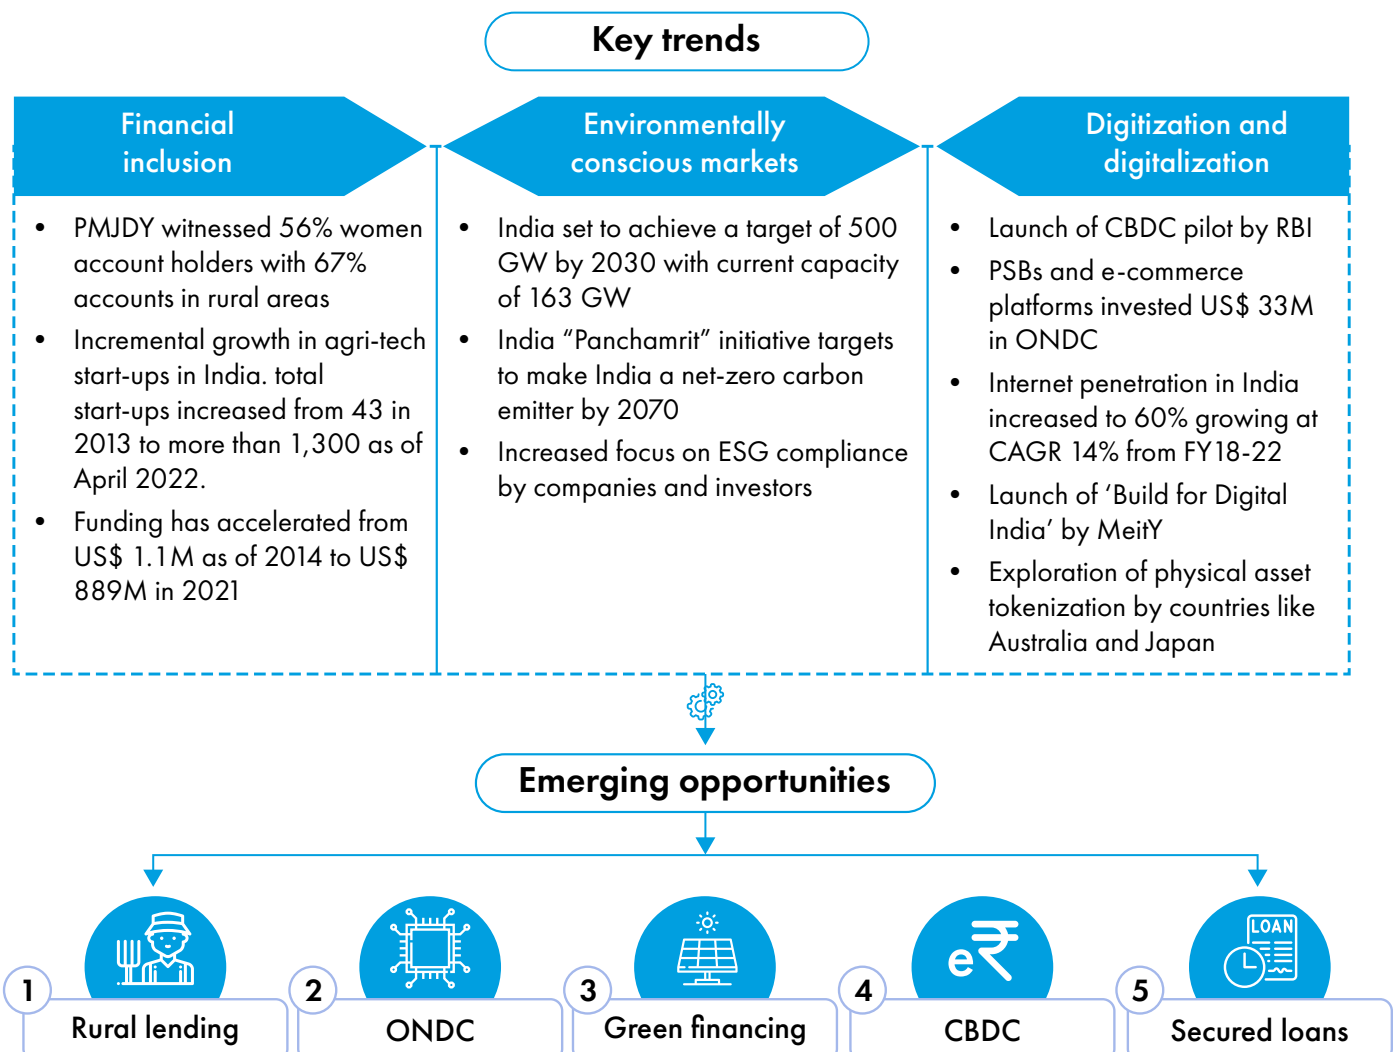 Key trends
Financial
inclusion
• PMJDY witnessed 56% women
account holders with 67%
accounts in rural areas
• Incremental growth in agri-tech
start-ups in India. total
start-ups increased from 43 in
2013 to more than 1,300 as of
April 2022.
• Funding has accelerated from
US$ 1.1M as of 2014 to US$
889M in 2021
Environmentally
conscious markets
• India set to achieve a target of 500
GW by 2030 with current capacity
of 163 GW
• India “Panchamrit” initiative targets
to make India a net-zero carbon
emitter by 2070
• Increased focus on ESG compliance
by companies and investors
Digitization and
digitalization
• Launch of CBDC pilot by RBI
• PSBs and e-commerce
platforms invested US$ 33M
in ONDC
• Internet penetration in India
increased to 60% growing at
CAGR 14% from FY18-22
• Launch of ‘Build for Digital
India’ by MeitY
• Exploration of physical asset
tokenization by countries like
Australia and Japan
Emerging opportunities
1
Rural lending
2
ONDC
3
Green financing
e₹
4
CBDC
LOAN
5
Secured loans